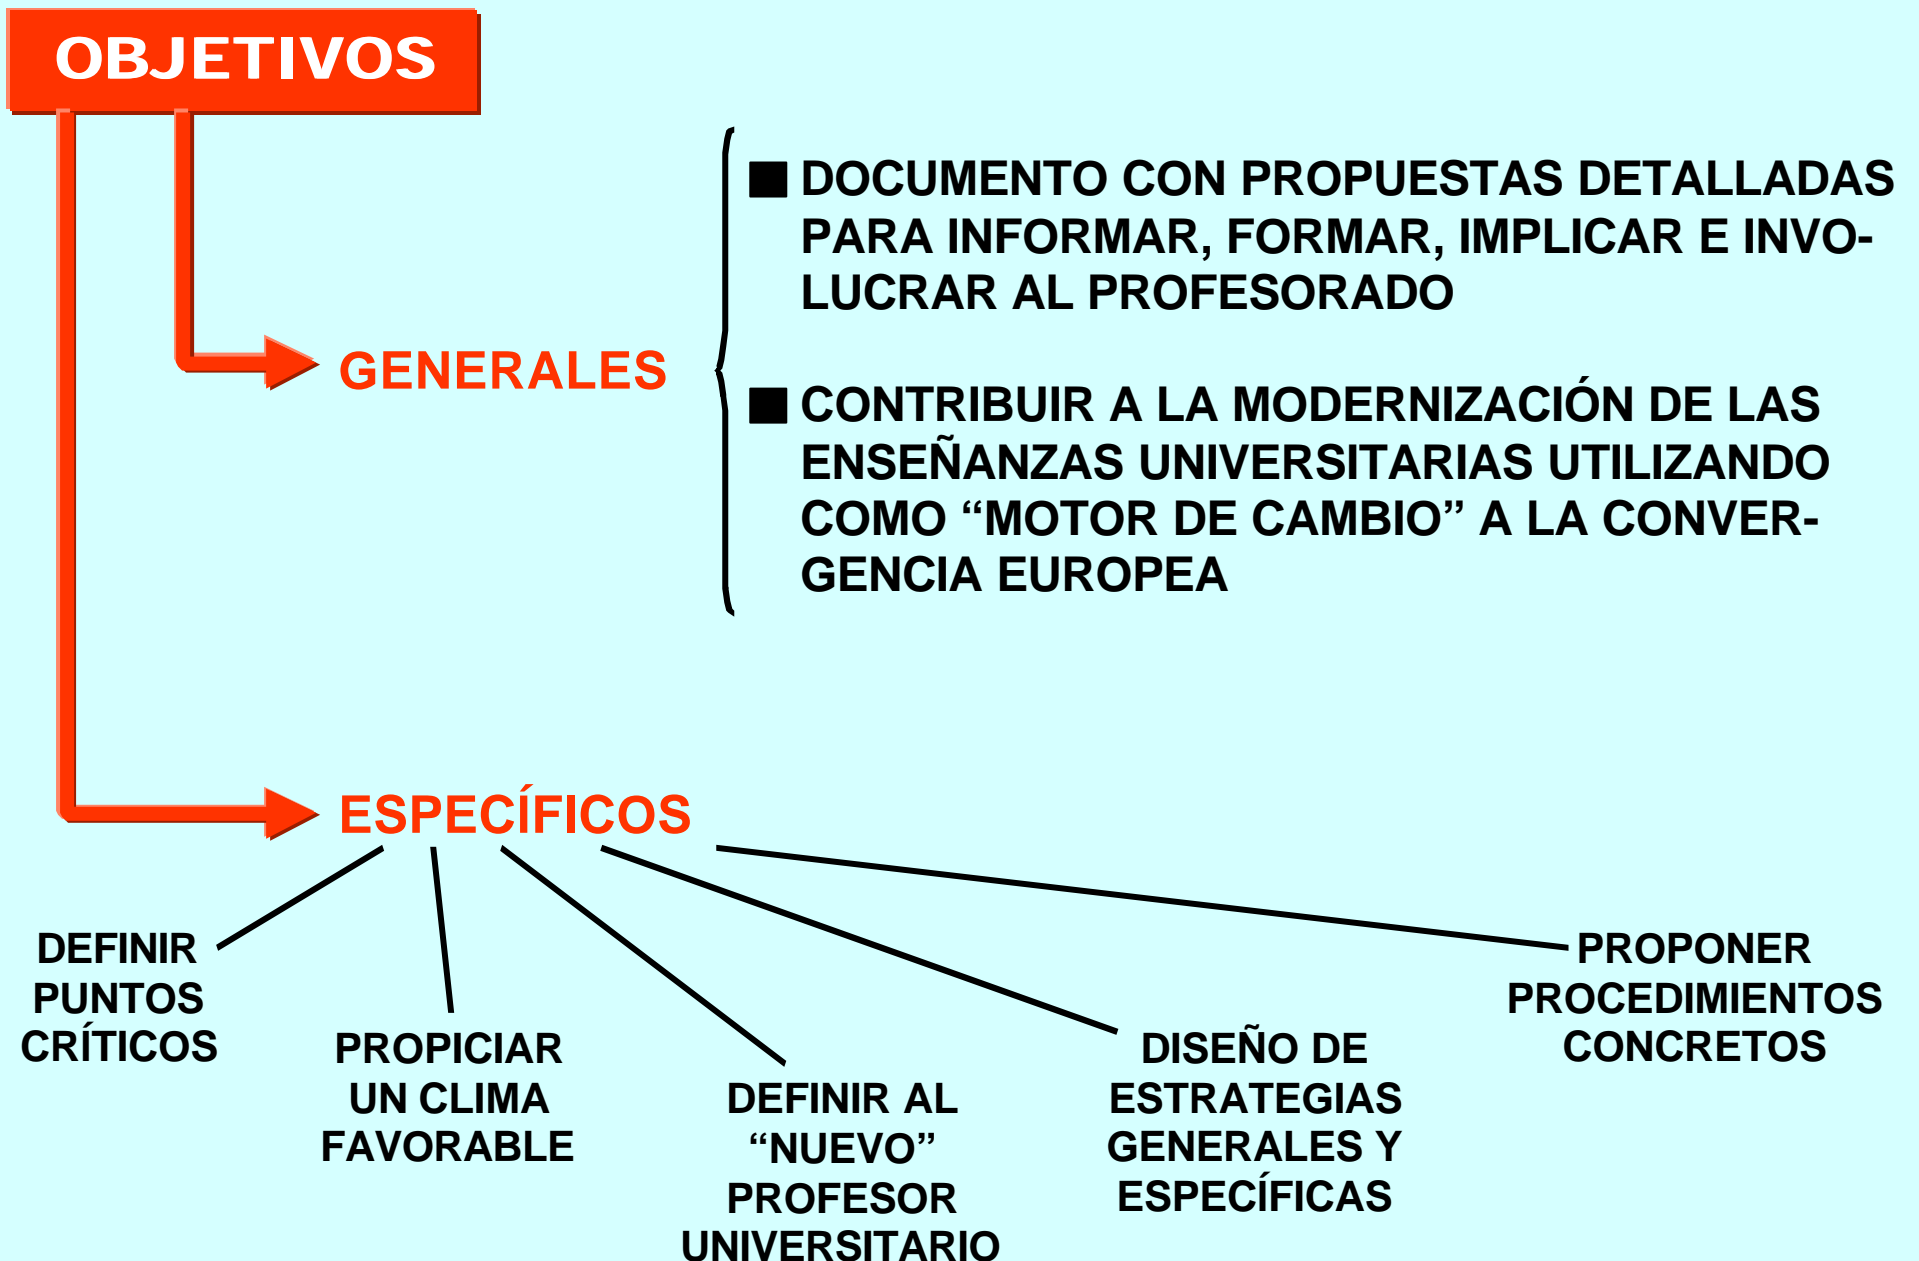 OBJETIVOS
■ DOCUMENTO CON PROPUESTAS DETALLADAS
PARA INFORMAR, FORMAR, IMPLICAR E INVO-
LUCRAR AL PROFESORADO
GENERALES
■ CONTRIBUIR A LA MODERNIZACIÓN DE LAS
ENSEÑANZAS UNIVERSITARIAS UTILIZANDO
COMO “MOTOR DE CAMBIO” A LA CONVER-
GENCIA EUROPEA
ESPECÍFICOS
DEFINIR
PUNTOS
CRÍTICOS
PROPICIAR
UN CLIMA
FAVORABLE
DEFINIR AL
“NUEVO”
PROFESOR
UNIVERSITARIO
DISEÑO DE
ESTRATEGIAS
GENERALES Y
ESPECÍFICAS
PROPONER
PROCEDIMIENTOS
CONCRETOS